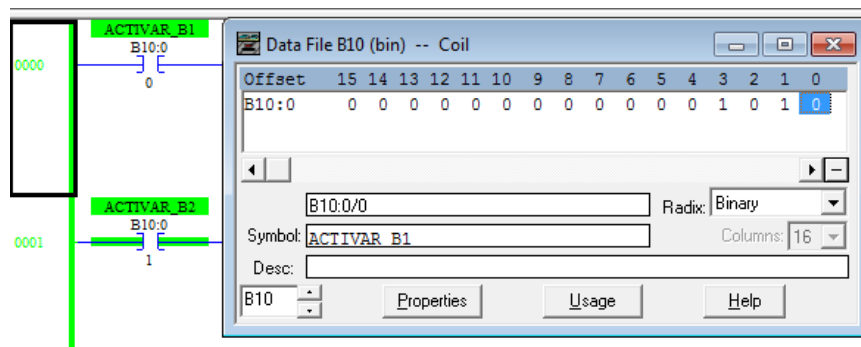 ACTIVAR_B1
B10:0
0000
0
ACTIVAR_B2
B10:0
0001
1
Data File B10 (bin) -- Coil
Offset 15 14 13 12 11 10 9 8 7 6 5 4 3 2 1 0
B10:0 0 0 0 0 0 0 0 0 0 0 0 0 1 0 1 0
B10:0/0 Radix: Binary
Symbol: ACTIVAR_B1 Columns: 16
Desc:
B10 Properties Usage Help